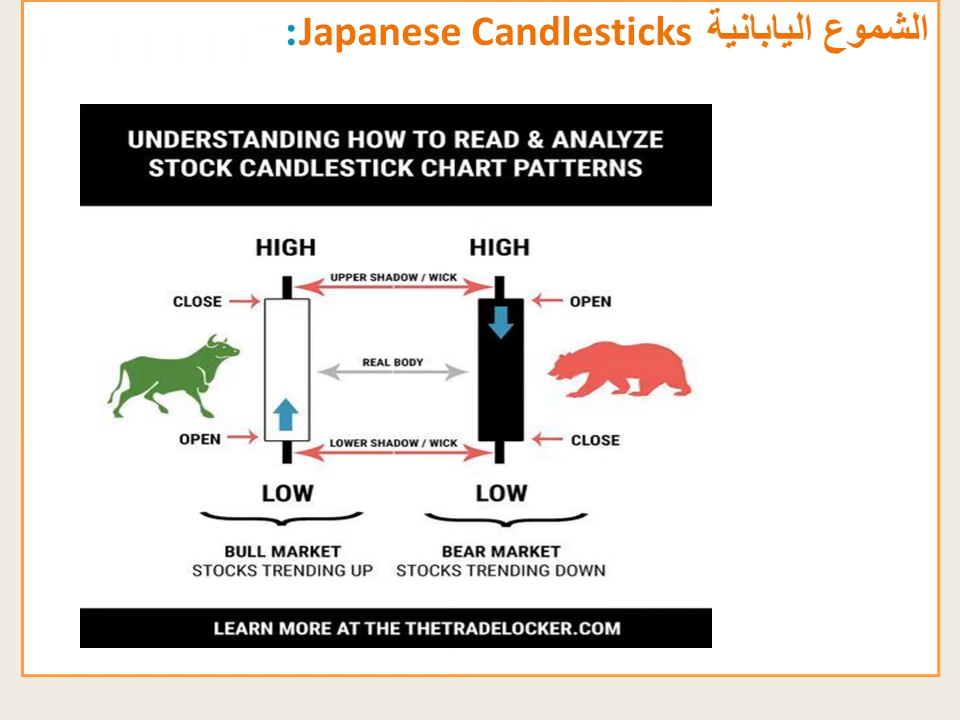 الشموع اليابانية Japanese Candlesticks:
UNDERSTANDING HOW TO READ & ANALYZE
STOCK CANDLESTICK CHART PATTERNS
HIGH
HIGH
UPPER SHADOW / WICK
CLOSE
OPEN
REAL BODY
OPEN
LOWER SHADOW / WICK
CLOSE
LOW
LOW
BULL MARKET
STOCKS TRENDING UP
BEAR MARKET
STOCKS TRENDING DOWN
LEARN MORE AT THE THETRADELOCKER.COM